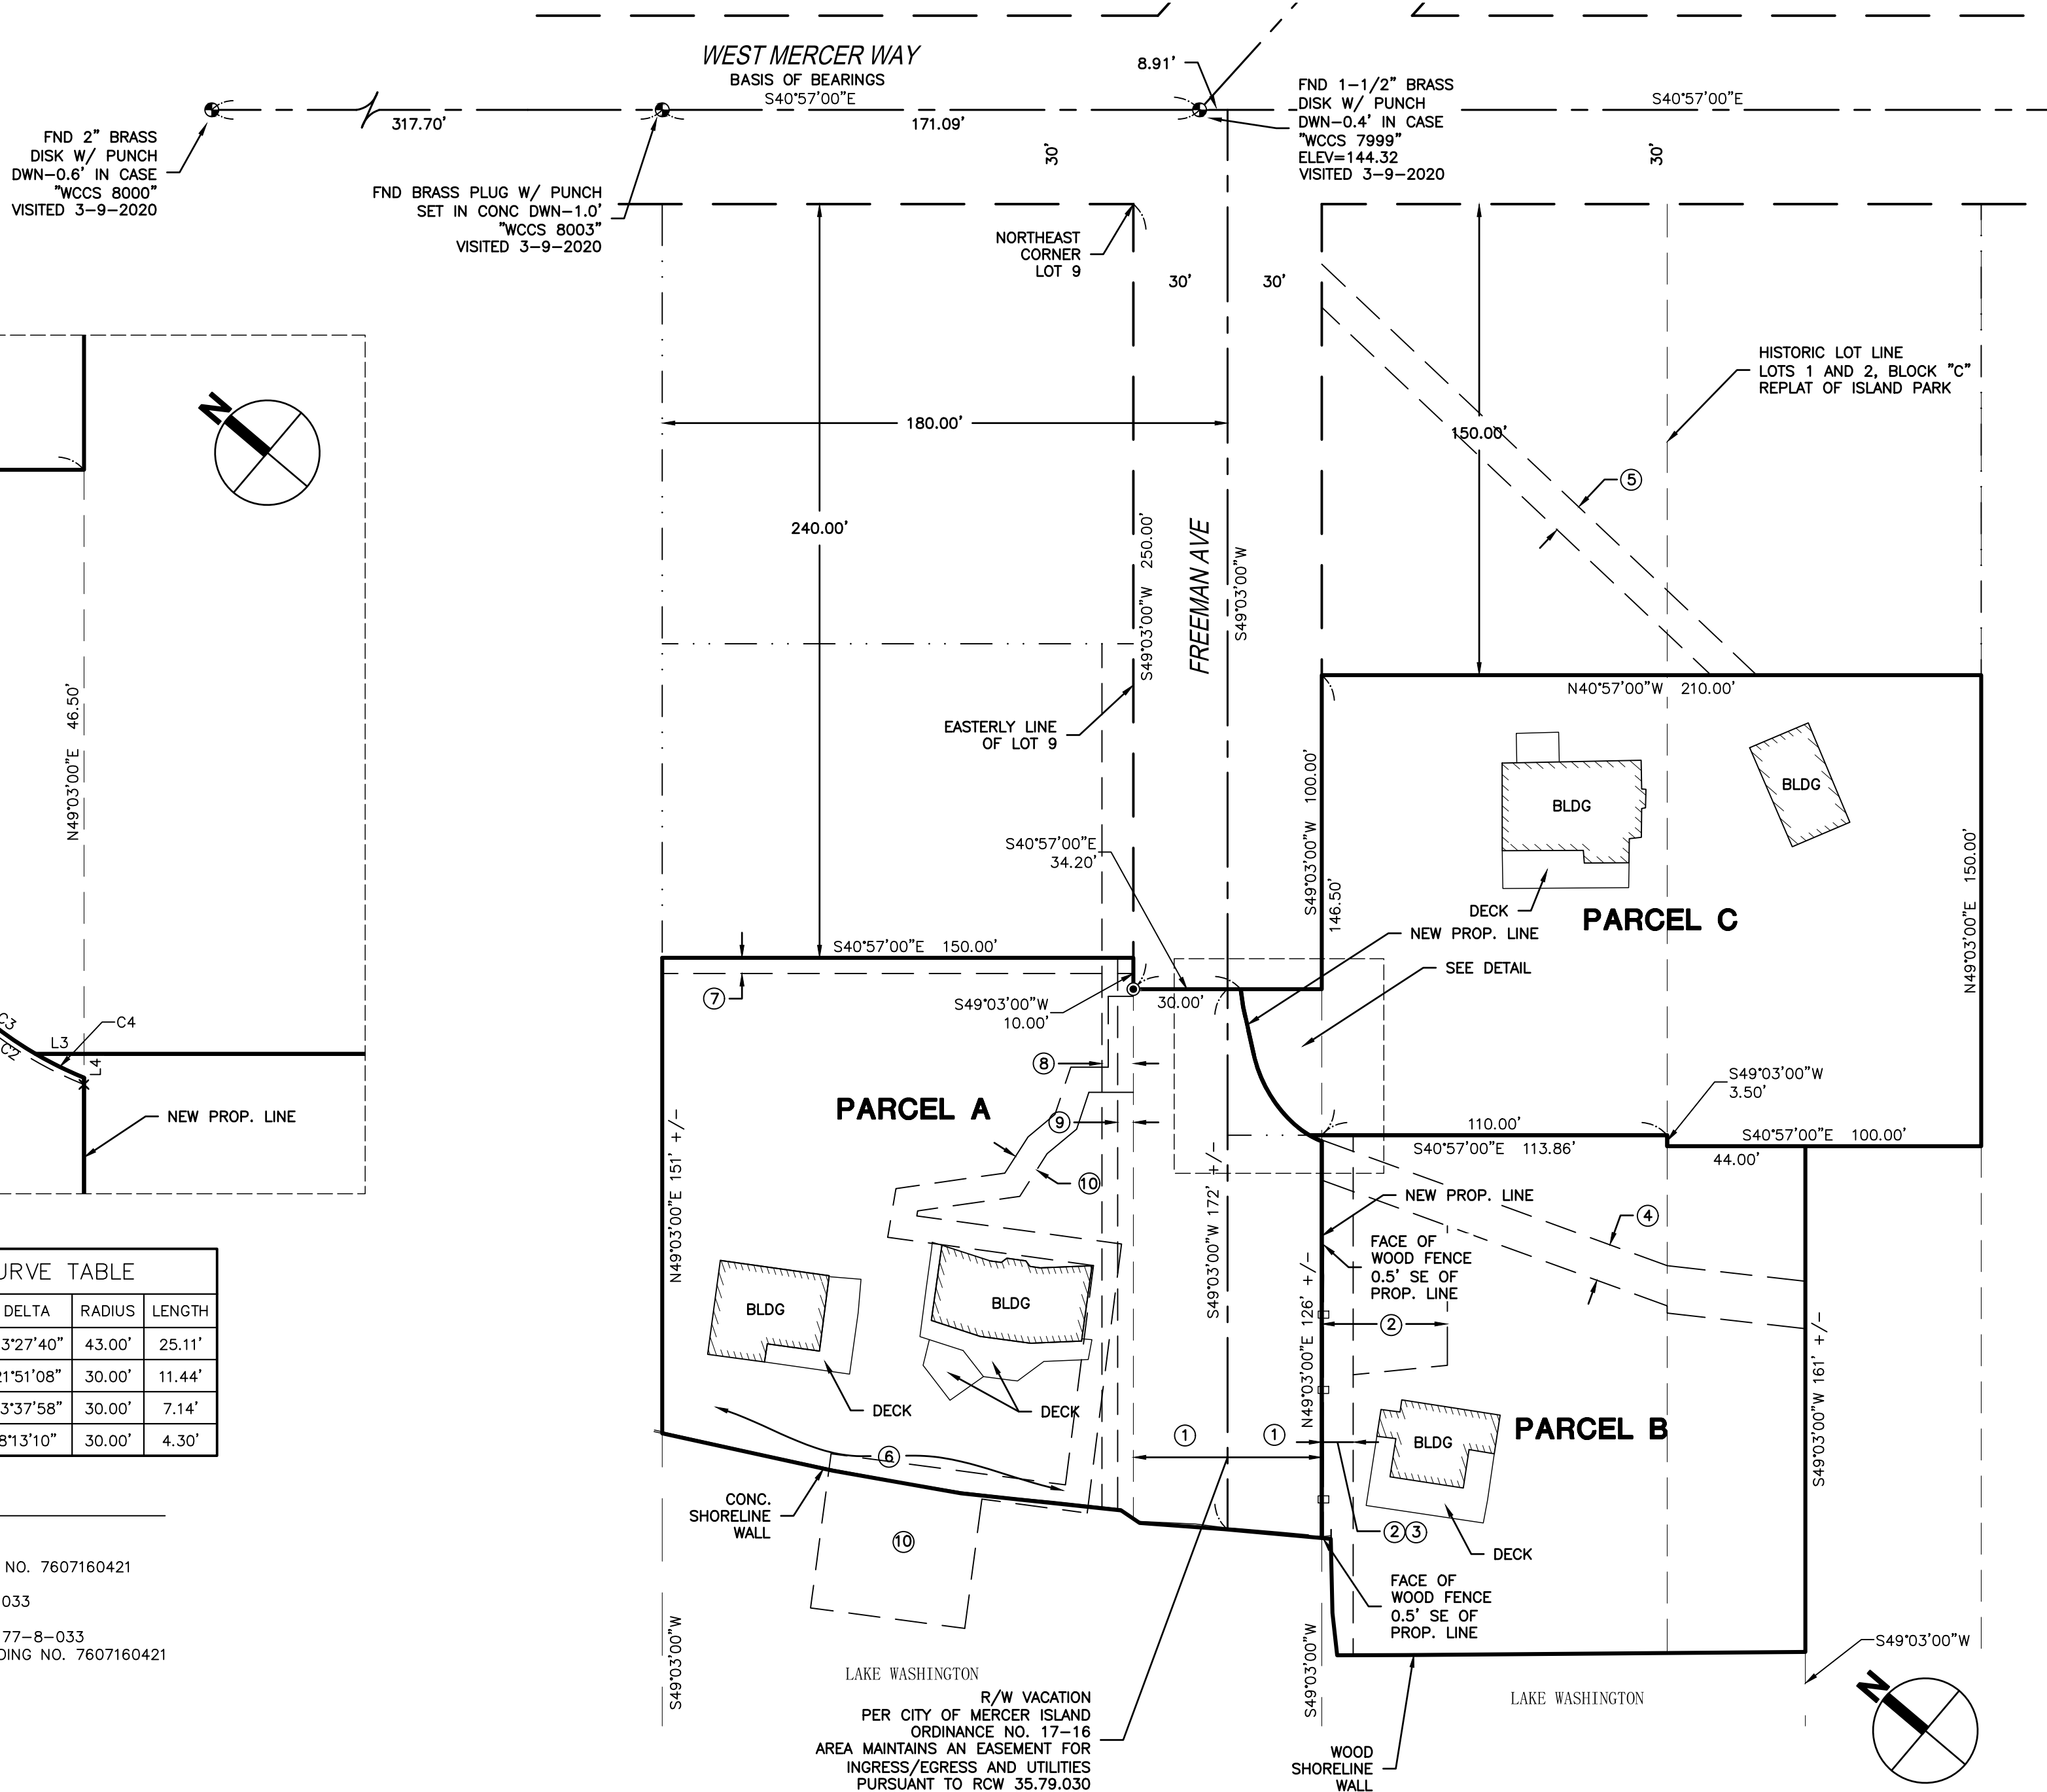 WEST MERCER WAY
BASIS OF BEARINGS
S40°57'00"E
S40°57'00"E
8.91'
317.70'
171.09'
30'
30'
FND 2" BRASS
DISK W/ PUNCH
DWN-0.6' IN CASE
"WCCS 8000"
VISITED 3-9-2020
FND BRASS PLUG W/ PUNCH
SET IN CONC DWN-1.0'
"WCCS 8003"
VISITED 3-9-2020
FND 1-1/2" BRASS
DISK W/ PUNCH
DWN-0.4' IN CASE
"WCCS 7999"
ELEV=144.32
VISITED 3-9-2020
NORTHEAST
CORNER
LOT 9
30'
30'
HISTORIC LOT LINE
LOTS 1 AND 2, BLOCK "C"
REPLAT OF ISLAND PARK
N
180.00'
150.00'
5
240.00'
S49°03'00"W 250.00'
FREEMAN AVE
S49°03'00"W
N49°03'00"E 46.50'
EASTERLY LINE
OF LOT 9
N40°57'00"W 210.00'
BLDG
BLDG
DECK
PARCEL C
S49°03'00"W 100.00'
146.50'
N49°03'00"E 150.00'
S40°57'00"E
34.20'
NEW PROP. LINE
SEE DETAIL
S40°57'00"E 150.00'
7
S49°03'00"W
10.00'
30.00'
C3
C2
C4
L3
L4
NEW PROP. LINE
8
PARCEL A
9
10
S49°03'00"W
3.50'
110.00'
S40°57'00"E 113.86'
S40°57'00"E 100.00'
44.00'
N49°03'00"E 151' +/-
S49°03'00"W 172' +/-
NEW PROP. LINE
4
FACE OF
WOOD FENCE
0.5' SE OF
PROP. LINE
2
N49°03'00"E 126' +/-
S49°03'00"W 161' +/-
BLDG
BLDG
DECK
DECK
6
1
1
BLDG
PARCEL B
2 3
DECK
CONC.
SHORELINE
WALL
10
FACE OF
WOOD FENCE
0.5' SE OF
PROP. LINE
URVE TABLE
DELTA RADIUS LENGTH
3°27'40" 43.00' 25.11'
21°51'08" 30.00' 11.44'
3°37'58" 30.00' 7.14'
8°13'10" 30.00' 4.30'
NO. 7607160421
033
77-8-033
DING NO. 7607160421
S49°03'00"W
S49°03'00"W
S49°03'00"W
LAKE WASHINGTON
LAKE WASHINGTON
R/W VACATION
PER CITY OF MERCER ISLAND
ORDINANCE NO. 17-16
AREA MAINTAINS AN EASEMENT FOR
INGRESS/EGRESS AND UTILITIES
PURSUANT TO RCW 35.79.030
WOOD
SHORELINE
WALL
N